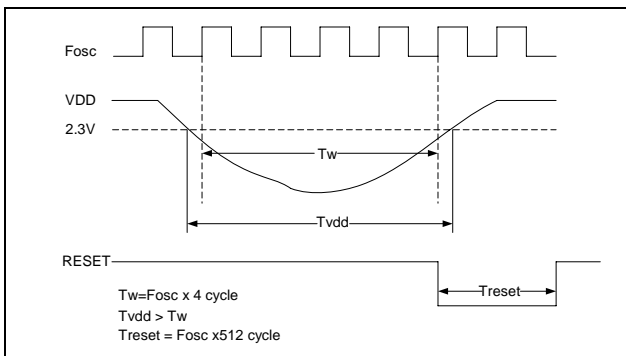 Fosc
VDD
2.3V
Tw
Tvdd
RESET
Treset
Tw=Fosc x 4 cycle
Tvdd > Tw
Treset = Fosc x512 cycle